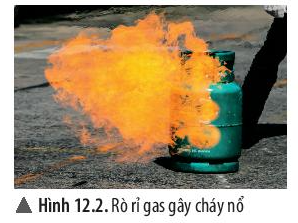 ▲ Hình 12.2. Rò rỉ gas gây cháy nổ